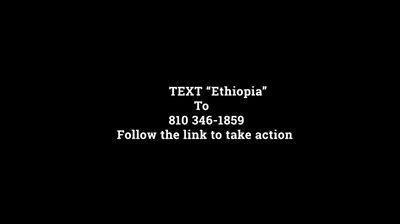 TEXT “Ethiopia”
To
810 346-1859
Follow the link to take action